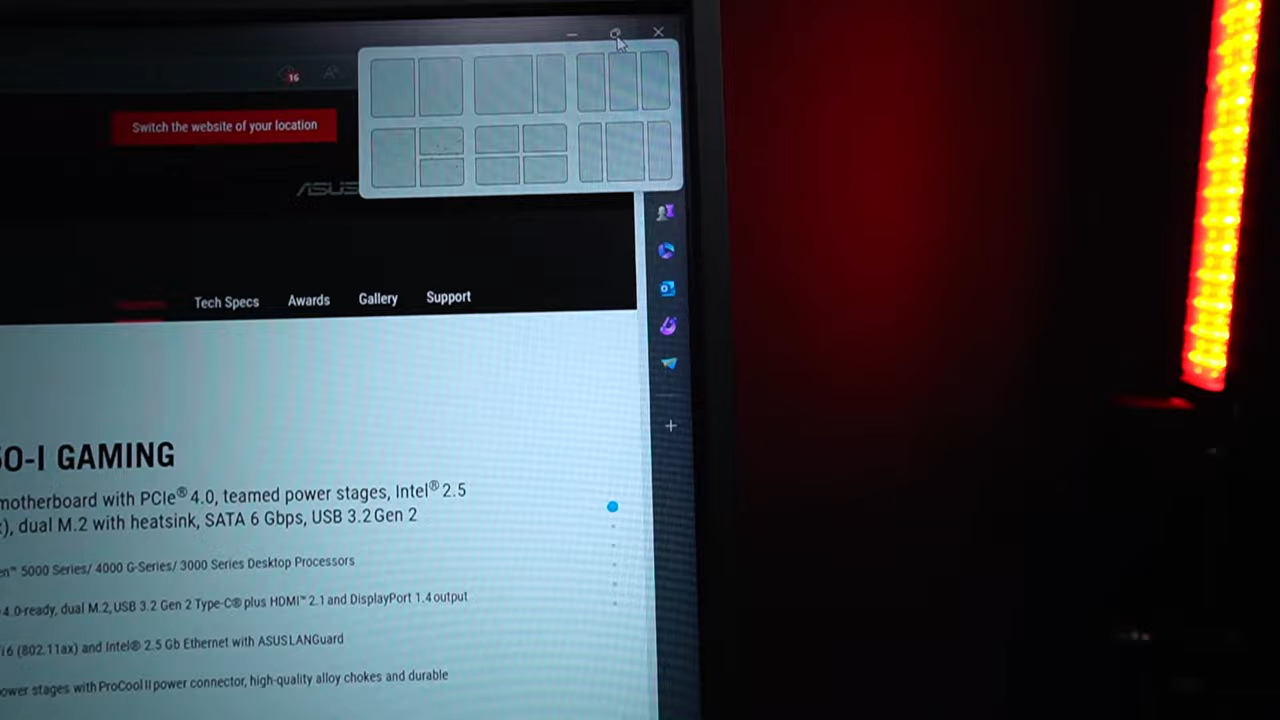 16
A
Switch the website of your location
ASUS
Tech Specs Awards Gallery Support
50-I GAMING
motherboard with PCIe® 4.0, teamed power stages, Intel® 2.5
), dual M.2 with heatsink, SATA 6 Gbps, USB 3.2 Gen 2
en™ 5000 Series/ 4000 G-Series/ 3000 Series Desktop Processors
4.0-ready, dual M.2, USB 3.2 Gen 2 Type-C® plus HDMI™ 2.1 and DisplayPort 1.4 output
i 6 (802.11ax) and Intel® 2.5 Gb Ethernet with ASUS LANGuard
ower stages with ProCool II power connector, high-quality alloy chokes and durable